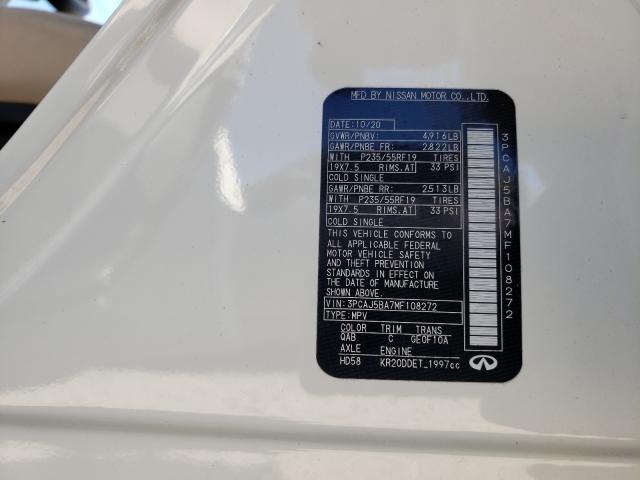 MFD BY NISSAN MOTOR CO.,LTD.
DATE: 10/20
GVWR/PNBV: 4,916LB
GAWR/PNBE FR: 2,822LB
WITH P235/55RF19 TIRES
19X7.5 RIMS.AT 33 PSI
COLD SINGLE
GAWR/PNBE RR: 2,513LB
WITH P235/55RF19 TIRES
19X7.5 RIMS.AT 33 PSI
COLD SINGLE
THIS VEHICLE CONFORMS TO
ALL APPLICABLE FEDERAL
MOTOR VEHICLE SAFETY
AND THEFT PREVENTION
STANDARDS IN EFFECT ON
THE DATE OF MANUFACTURE
SHOWN ABOVE.
VIN: 3PCAJ5BA7MF108272
TYPE: MPV
COLOR TRIM TRANS
QAB C GE0F10A
AXLE ENGINE
HD58 KR20DDET_1997cc
3PCAJ5BA7MF108272